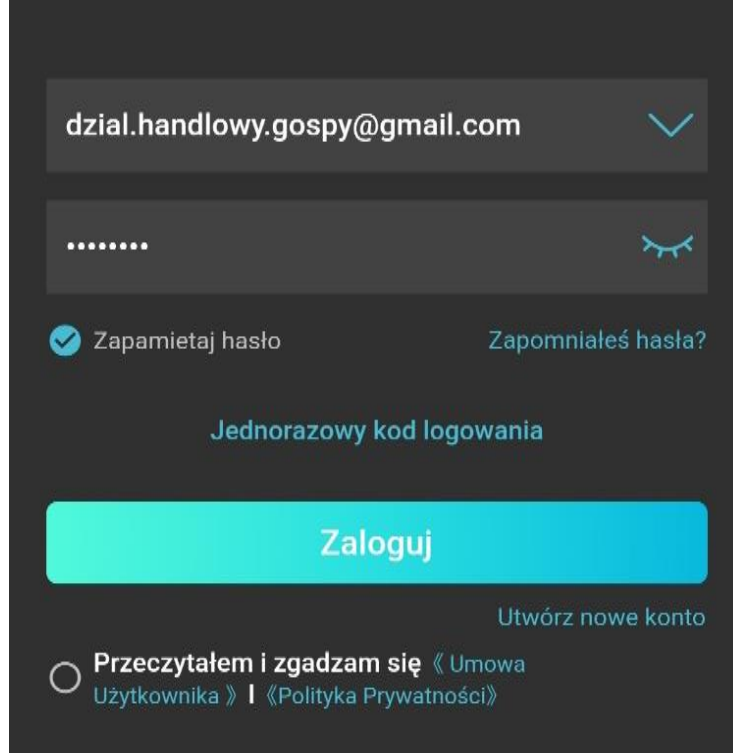 dzial.handlowy.gospy@gmail.com
••••••••
Zapamietaj hasło
Zapomniałeś hasła?
Jednorazowy kod logowania
Zaloguj
Utwórz nowe konto
Przeczytałem i zgadzam się 《 Umowa
Użytkownika 》 I 《Polityka Prywatności》